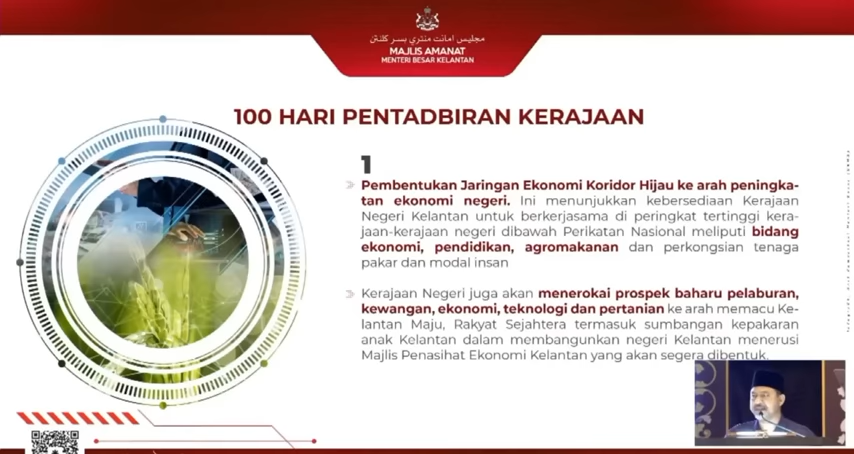 مجليس امانت منتري بسر كلنتن
MAJLIS AMANAT
MENTERI BESAR KELANTAN
100 HARI PENTADBIRAN KERAJAAN
1
Pembentukan Jaringan Ekonomi Koridor Hijau ke arah peningka-
tan ekonomi negeri. Ini menunjukkan kebersediaan Kerajaan
Negeri Kelantan untuk berkerjasama di peringkat tertinggi kera-
jaan-kerajaan negeri dibawah Perikatan Nasional meliputi bidang
ekonomi, pendidikan, agromakanan dan perkongsian tenaga
pakar dan modal insan
Kerajaan Negeri juga akan menerokai prospek baharu pelaburan,
kewangan, ekonomi, teknologi dan pertanian ke arah memacu Ke-
lantan Maju, Rakyat Sejahtera termasuk sumbangan kepakaran
anak Kelantan dalam membangunkan negeri Kelantan menerusi
Majlis Penasihat Ekonomi Kelantan yang akan segera dibentuk.